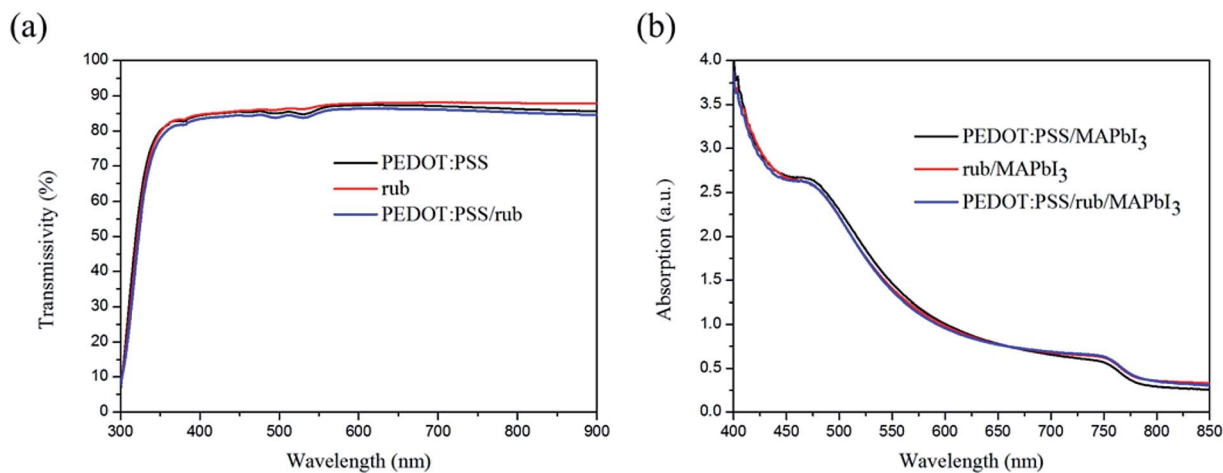 (a)
100
90
80
70
60
50
40
30
20
10
0
Transmissivity (%)
PEDOT:PSS
rub
PEDOT:PSS/rub
300 400 500 600 700 800 900
Wavelength (nm)
(b)
4.0
3.5
3.0
2.5
2.0
1.5
1.0
0.5
0.0
Absorption (a.u.)
PEDOT:PSS/MAPbI₃
rub/MAPbI₃
PEDOT:PSS/rub/MAPbI₃
400 450 500 550 600 650 700 750 800 850
Wavelength (nm)